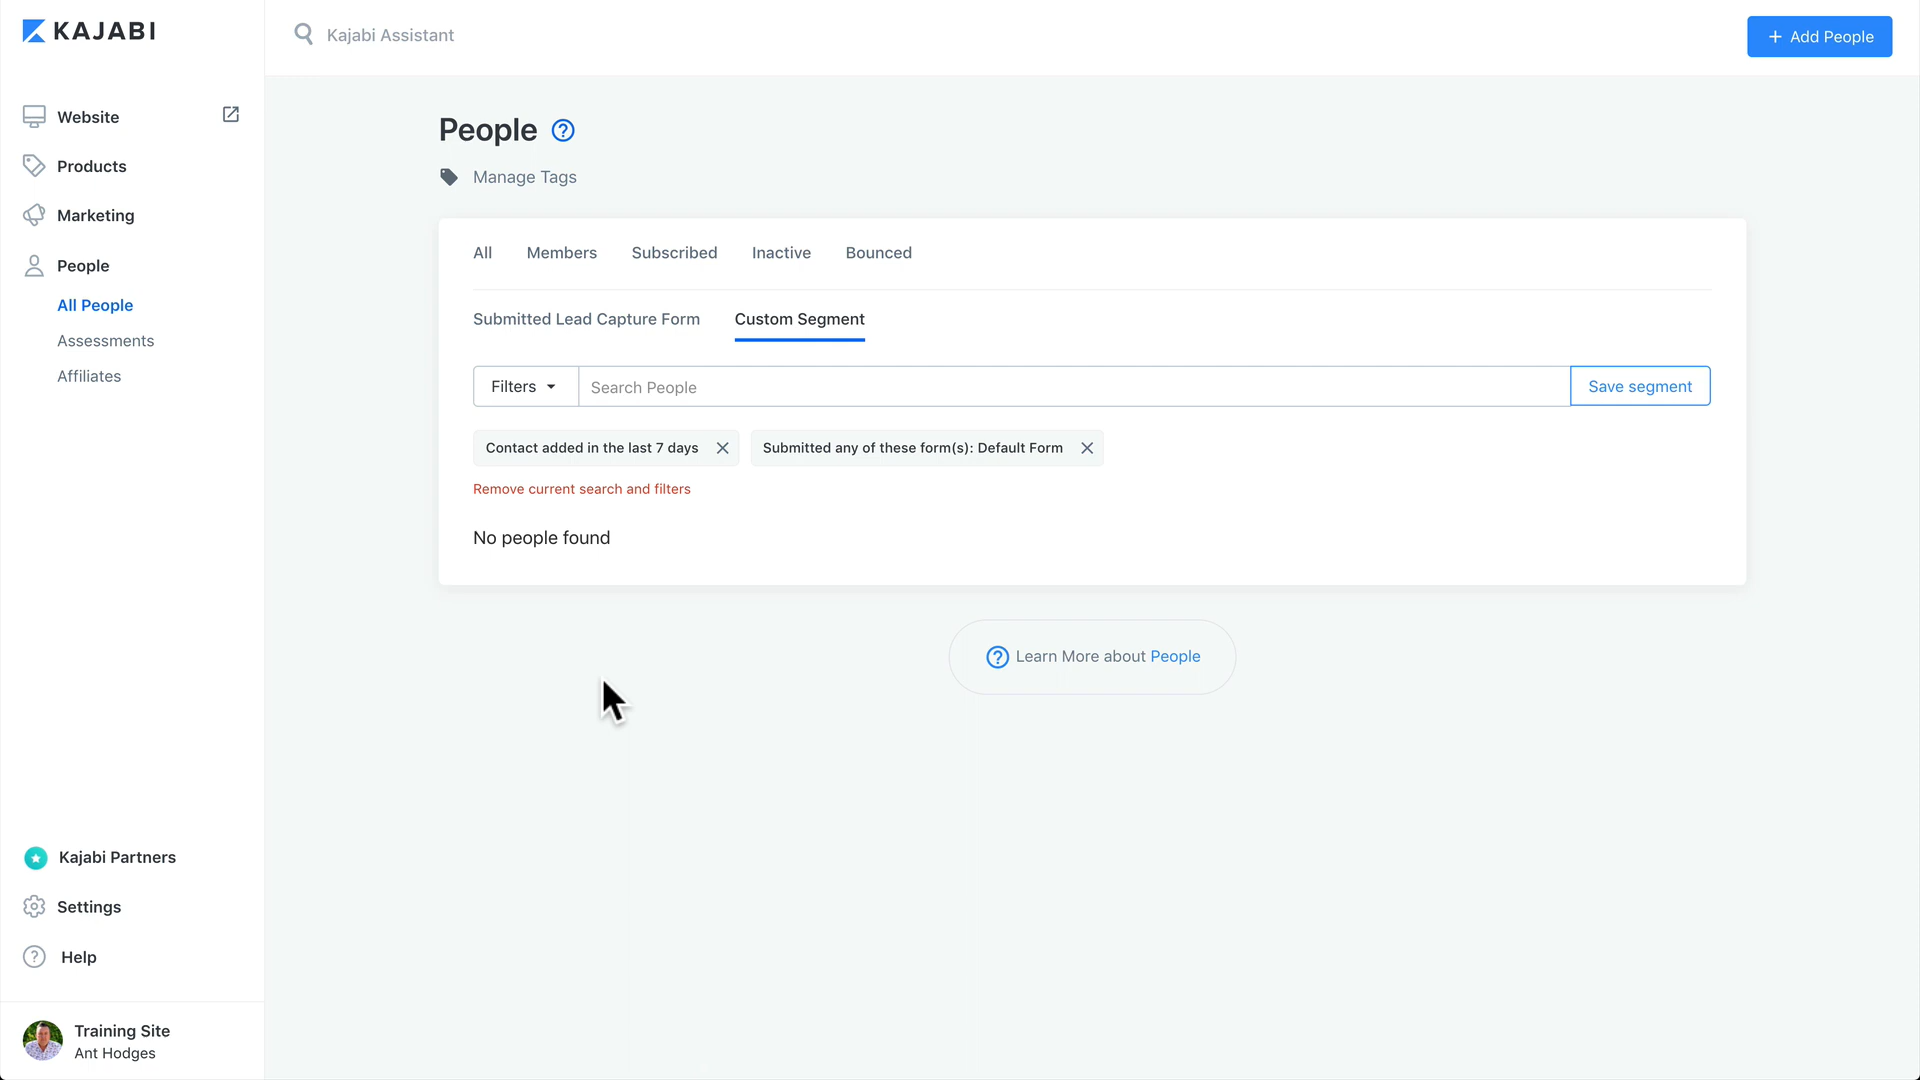 KAJABI
Kajabi Assistant
+ Add People
Website
Products
Marketing
People
All People
Assessments
Affiliates
People ?
Manage Tags
All Members Subscribed Inactive Bounced
Submitted Lead Capture Form Custom Segment
Filters Search People Save segment
Contact added in the last 7 days Submitted any of these form(s): Default Form
Remove current search and filters
No people found
? Learn More about People
Kajabi Partners
Settings
? Help
Training Site
Ant Hodges